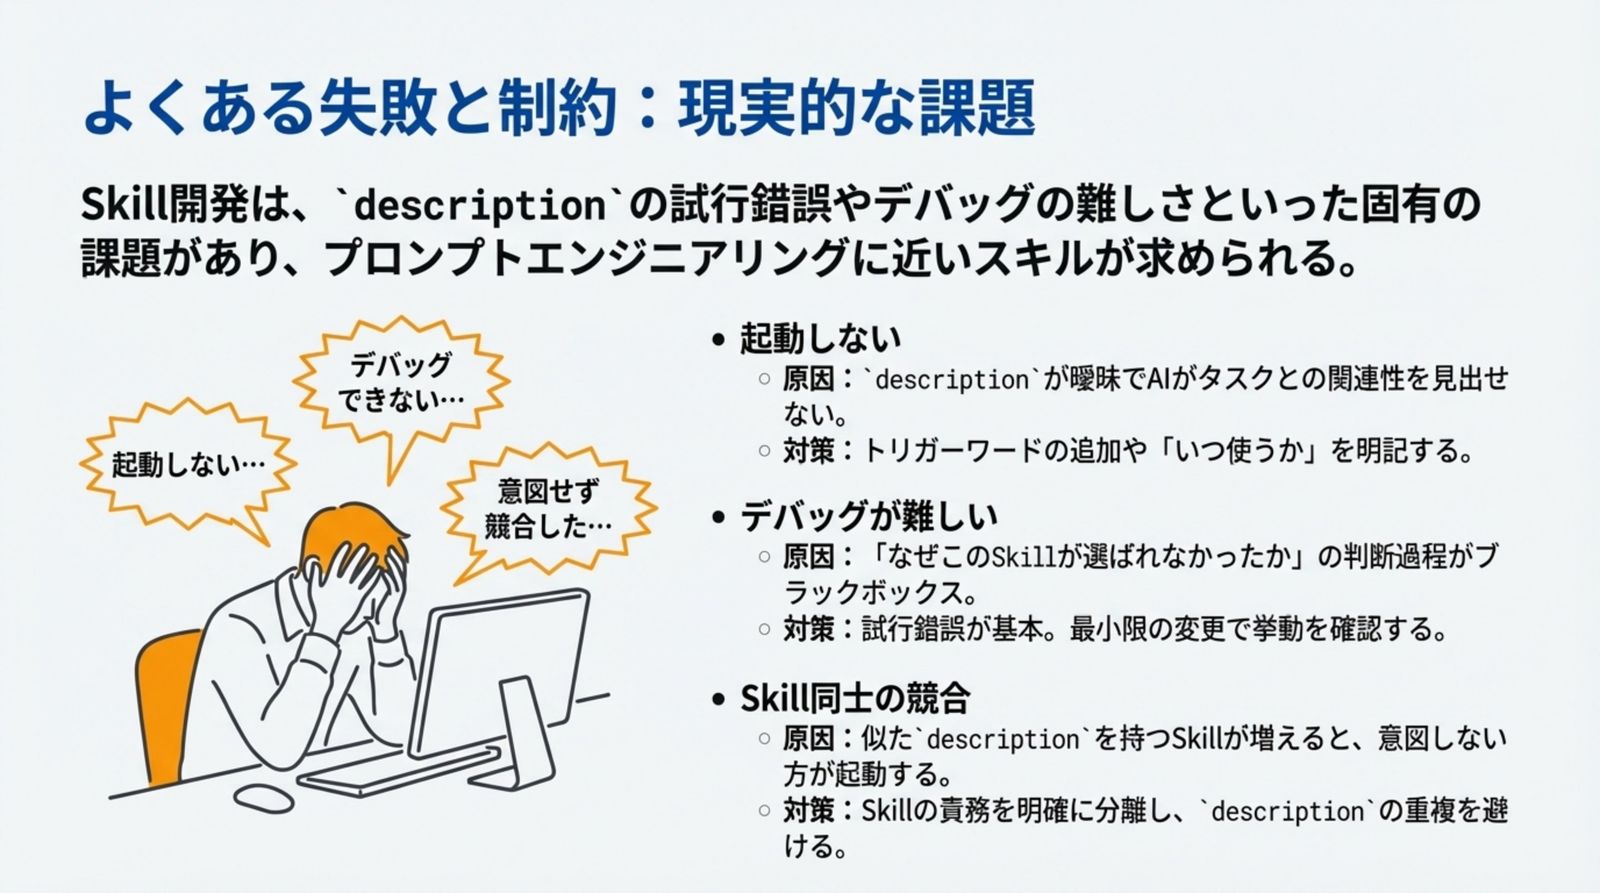 よくある失敗と制約：現実的な課題
Skill開発は、`description`の試行錯誤やデバッグの難しさといった固有の
課題があり、プロンプトエンジニアリングに近いスキルが求められる。
デバッグ
できない…
起動しない…
意図せず
競合した…
• 起動しない
○ 原因：`description`が曖昧でAIがタスクとの関連性を見出せ
ない。
○ 対策：トリガーワードの追加や「いつ使うか」を明記する。
• デバッグが難しい
○ 原因：「なぜこのSkillが選ばれなかったか」の判断過程がブ
ラックボックス。
○ 対策：試行錯誤が基本。最小限の変更で挙動を確認する。
• Skill同士の競合
○ 原因：似た`description`を持つSkillが増えると、意図しない
方が起動する。
○ 対策：Skillの責務を明確に分離し、`description`の重複を避
ける。